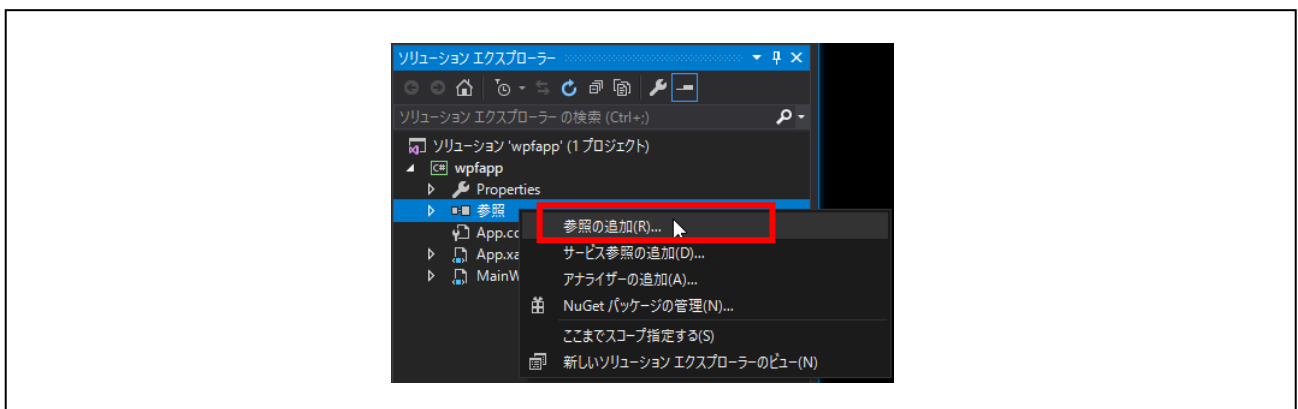 ソリューション エクスプローラー
ソリューション エクスプローラー の検索 (Ctrl+;)
ソリューション 'wpfapp' (1 プロジェクト)
C# wpfapp
Properties
参照
参照の追加(R)...
App.cc
サービス参照の追加(D)...
App.xa
アナライザーの追加(A)...
MainW
NuGet パッケージの管理(N)...
ここまでスコープ指定する(S)
新しいソリューション エクスプローラーのビュー(N)